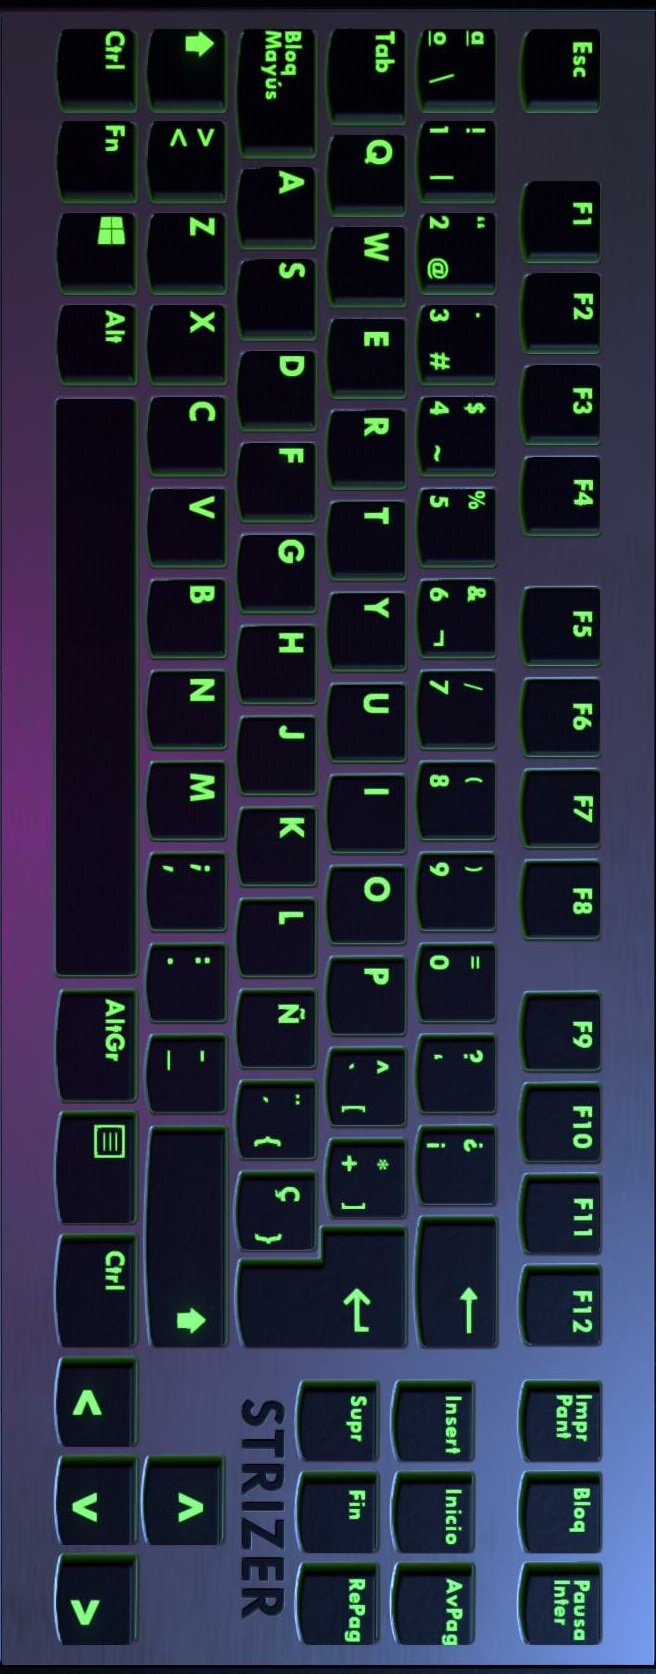 Esc F1 F2 F3 F4 F5 F6 F7 F8 F9 F10 F11 F12 Impr Pant Bloq Pausa Inter
ª º \ ! 1 | “ 2 @ · 3 # $ 4 ~ % 5 & 6 ¬ / 7 ( 8 ) 9 = 0 ? ‘ ¿ ¡ ← Insert Inicio AvPag
Tab Q W E R T Y U I O P ^ ` [ * + ] ↵ Supr Fin RePag
Bloq Mayús A S D F G H J K L Ñ ¨ ´ { Ç }
STRIZER
⬆ > < Z X C V B N M ; , : . - _ ⬆ ^
Ctrl Fn Alt AltGr Ctrl < v >